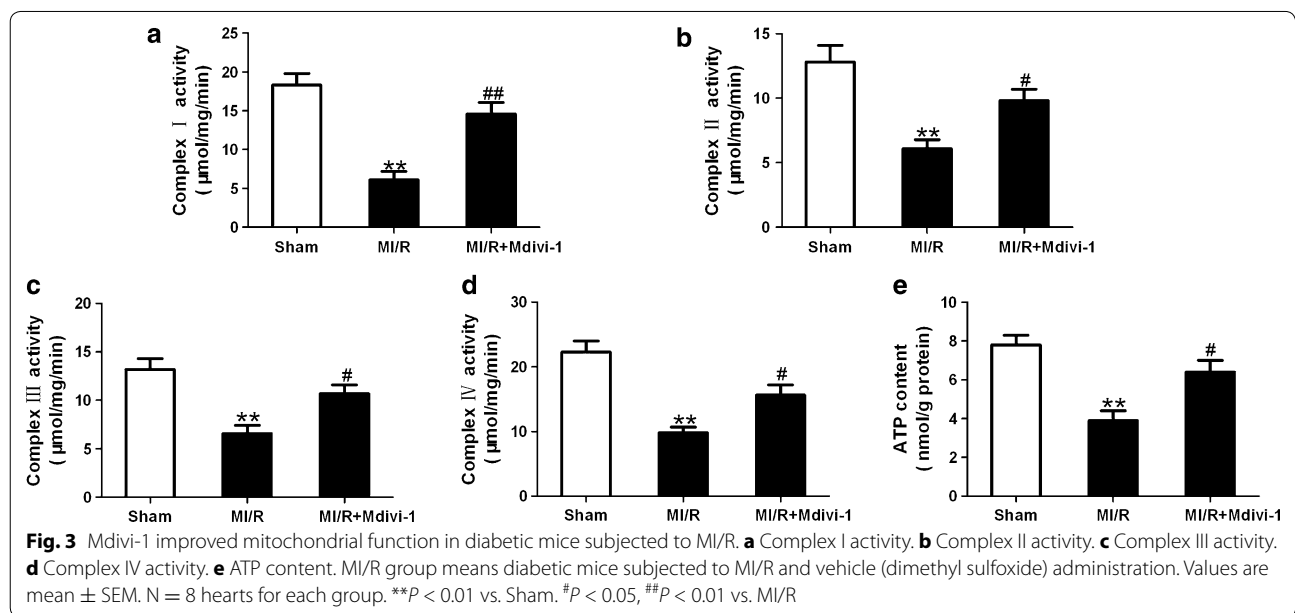 a
Complex I activity
( μmol/mg/min)
25
20
15
10
5
0
**
##
Sham
MI/R
MI/R+Mdivi-1
b
Complex II activity
( μmol/mg/min)
15
10
5
0
**
#
Sham
MI/R
MI/R+Mdivi-1
c
Complex III activity
( μmol/mg/min)
20
15
10
5
0
**
#
Sham
MI/R
MI/R+Mdivi-1
d
Complex IV activity
( μmol/mg/min)
30
20
10
0
**
#
Sham
MI/R
MI/R+Mdivi-1
e
ATP content
( nmol/g protein)
10
8
6
4
2
0
**
#
Sham
MI/R
MI/R+Mdivi-1
Fig. 3 Mdivi-1 improved mitochondrial function in diabetic mice subjected to MI/R. a Complex I activity. b Complex II activity. c Complex III activity.
d Complex IV activity. e ATP content. MI/R group means diabetic mice subjected to MI/R and vehicle (dimethyl sulfoxide) administration. Values are
mean ± SEM. N = 8 hearts for each group. **P < 0.01 vs. Sham. #P < 0.05, ##P < 0.01 vs. MI/R